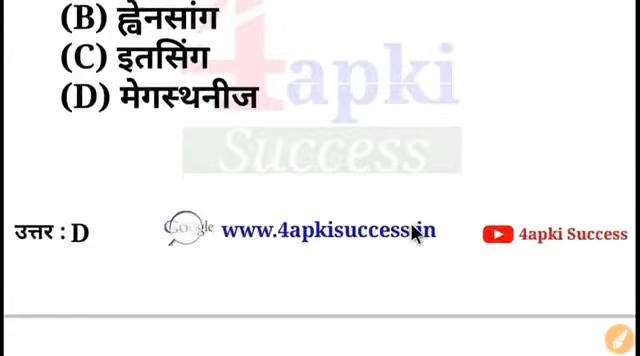 (B) ह्वेनसांग
(C) इतसिंग
(D) मेगस्थनीज
4apki
Success
उत्तर : D
Google
www.4apkisuccess.in
4apki Success